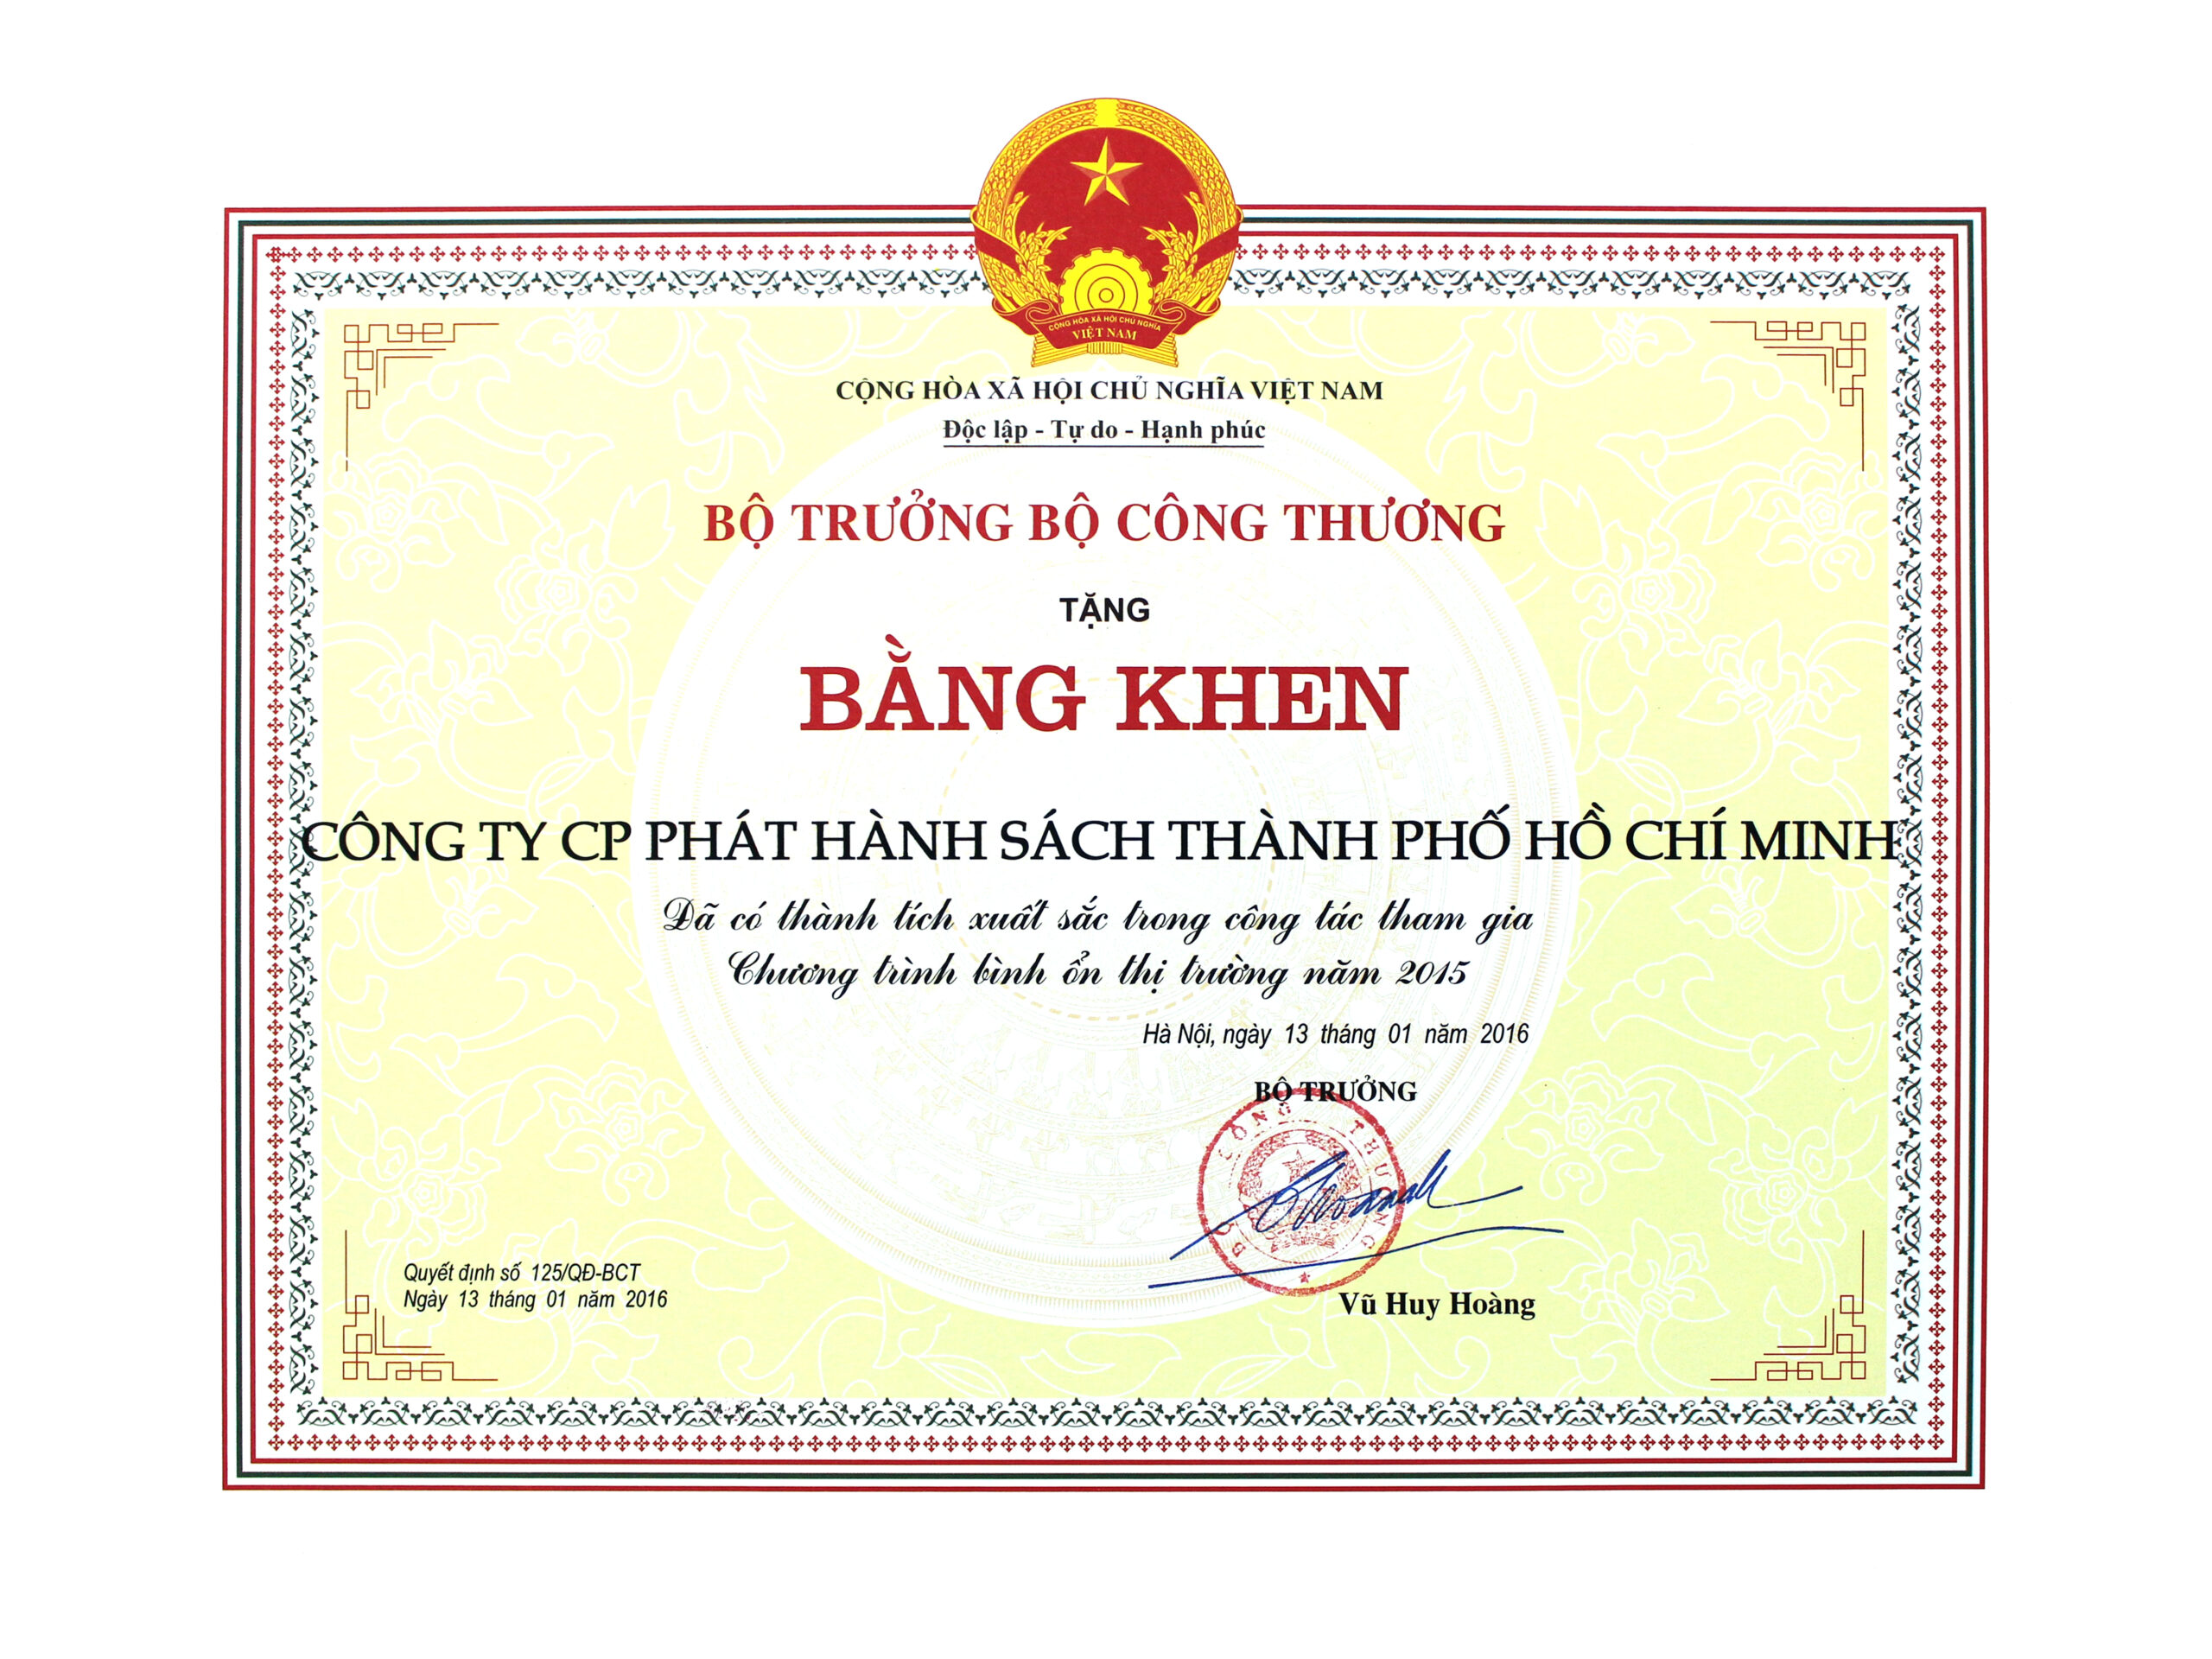 CỘNG HÒA XÃ HỘI CHỦ NGHĨA
VIỆT NAM
CỘNG HÒA XÃ HỘI CHỦ NGHĨA VIỆT NAM
Độc lập - Tự do - Hạnh phúc
BỘ TRƯỞNG BỘ CÔNG THƯƠNG
TẶNG
BẰNG KHEN
CÔNG TY CP PHÁT HÀNH SÁCH THÀNH PHỐ HỒ CHÍ MINH
Đã có thành tích xuất sắc trong công tác tham gia
Chương trình bình ổn thị trường năm 2015
Hà Nội, ngày 13 tháng 01 năm 2016
BỘ TRƯỞNG
BỘ CÔNG THƯƠNG
Vũ Huy Hoàng
Quyết định số 125/QĐ-BCT
Ngày 13 tháng 01 năm 2016